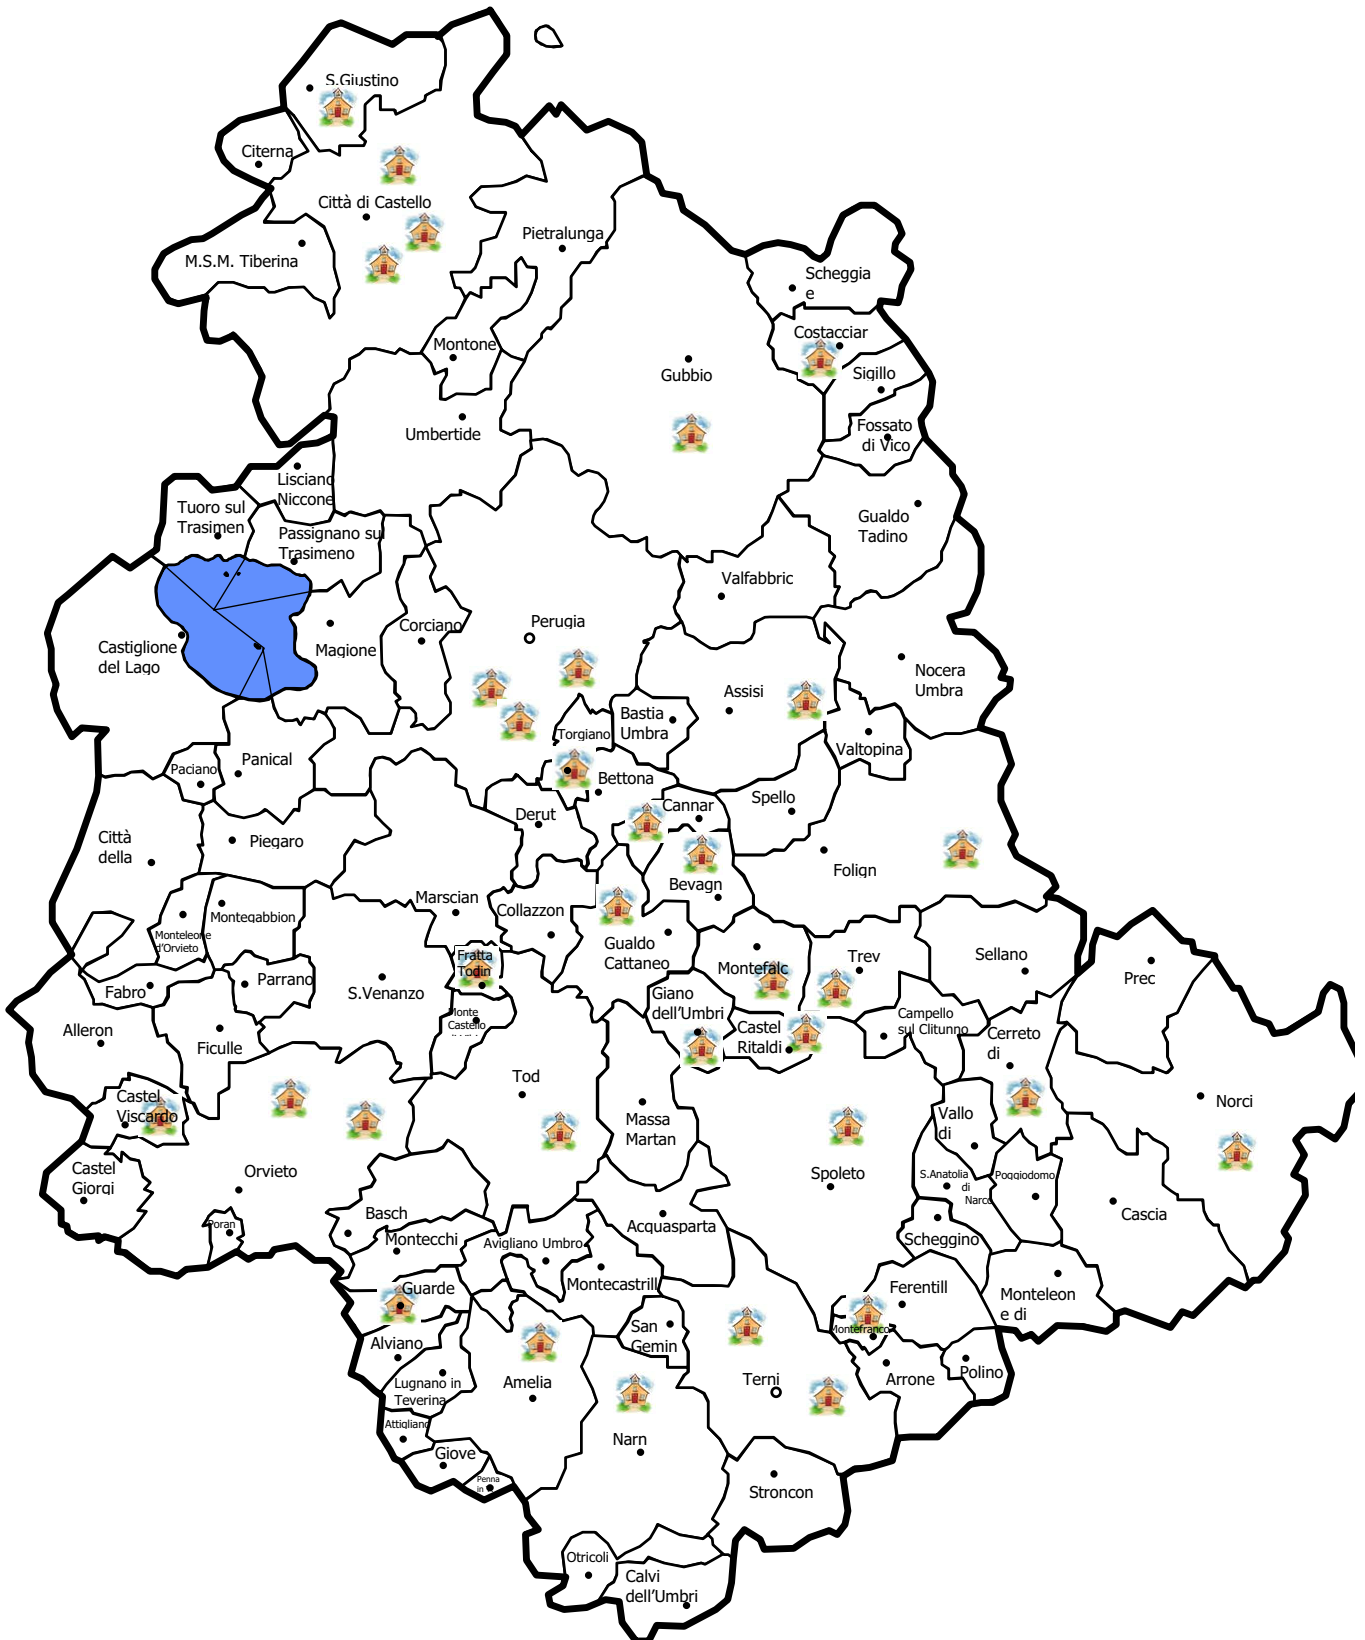 S.Giustino
Citerna
Città di Castello
M.S.M. Tiberina
Pietralunga
Scheggia
e
Costacciar
Montone
Gubbio
Sigillo
Umbertide
Fossato
di Vico
Lisciano
Niccone
Tuoro sul
Trasimen
Passignano su
Trasimeno
Gualdo
Tadino
Valfabbric
Castiglione
del Lago
Magione
Corciano
Perugia
Nocera
Umbra
Assisi
Bastia
Umbra
Torgiano
Valtopina
Paciano
Panical
Bettona
Cannar
Spello
Derut
Città
della
Piegaro
Folign
Bevagn
Marscian
Collazzon
Montegabbion
Monteleone
d'Orvieto
Gualdo
Cattaneo
Fratta
Todin
Montefalc
Trev
Sellano
Prec
Fabro
Parrano
S.Venanzo
Giano
dell'Umbri
Monte
Castello
Campello
sul Clitunno
Castel
Ritaldi
Alleron
Ficulle
Cerreto
di
Tod
Norci
Castel
Viscardo
Massa
Martan
Vallo
di
Castel
Giorgi
Orvieto
Spoleto
S.Anatolia
di
Narco
Poggiodomo
Cascia
Poran
Basch
Acquasparta
Montecchi
Avigliano Umbro
Scheggino
Guarde
Montecastrill
Ferentill
Monteleon
e di
Alviano
San
Gemin
Montefranco
Lugnano in
Teverina
Amelia
Terni
Arrone
Polino
Attigliano
Giove
Narn
Penna
in
Stroncon
Otricoli
Calvi
dell'Umbri